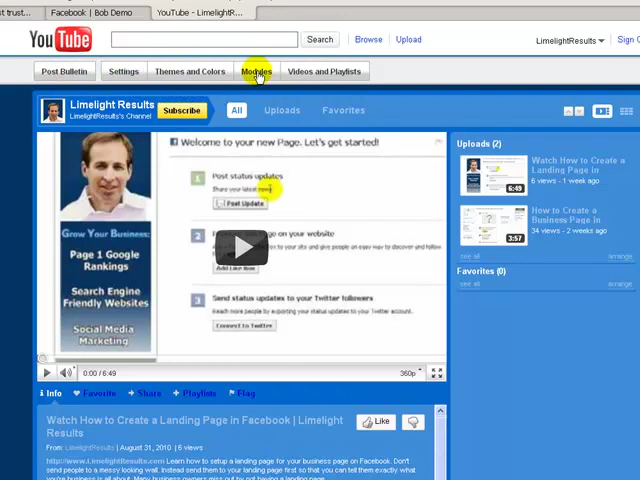 st trust...
Facebook | Bob Demo
YouTube - LimelightR...
You Tube
Search
Browse
Upload
LimelightResults
Sign
Post Bulletin
Settings
Themes and Colors
Modules
Videos and Playlists
Limelight Results
LimelightResults's Channel
Subscribe
All
Uploads
Favorites
Welcome to your new Page. Let's get started!
1
Post status updates
Share your latest news
Post Update
2
page on your website
to your site and give people an easy way to discover and follow
Add Like Now
3
Send status updates to your Twitter followers
Reach more people by exporting your status updates to your Twitter account.
Connect to Twitter
Grow Your Business:
Page 1 Google
Rankings
Search Engine
Friendly Websites
Social Media
Marketing
Uploads (2)
6:49
Watch How to Create a
Landing Page in
6 views - 1 week ago
3:57
How to Create a
Business Page in
34 views - 2 weeks ago
see all
arrange
Favorites (0)
see all
arrange
0:00 / 6:49
360p
Info
Favorite
Share
Playlists
Flag
Watch How to Create a Landing Page in Facebook | Limelight
Results
Like
From: LimelightResults | August 31, 2010 | 6 views
http://www.LimelightResults.com Learn how to setup a landing page for your business page on Facebook. Don't
send people to a messy looking wall. Instead send them to your landing page first so that you can tell them exactly what